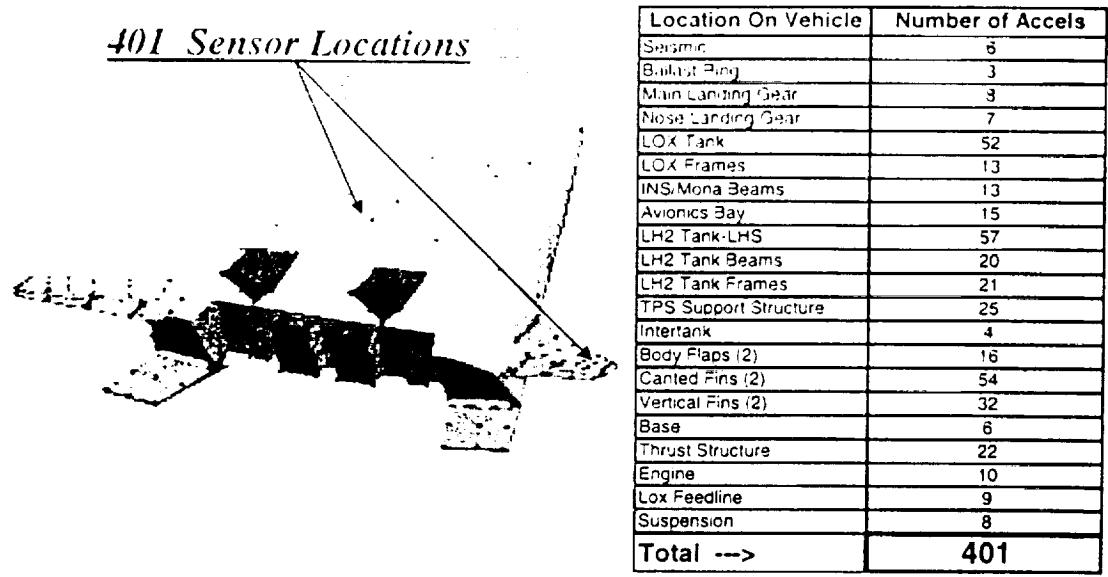 401 Sensor Locations
Location On Vehicle Number of Accels
Seismic 6
Ballast Ring 3
Main Landing Gear 8
Nose Landing Gear 7
LOX Tank 52
LOX Frames 13
INS/Mona Beams 13
Avionics Bay 15
LH2 Tank-LHS 57
LH2 Tank Beams 20
LH2 Tank Frames 21
TPS Support Structure 25
Intertank 4
Body Flaps (2) 16
Canted Fins (2) 54
Vertical Fins (2) 32
Base 6
Thrust Structure 22
Engine 10
Lox Feedline 9
Suspension 8
Total ---> 401